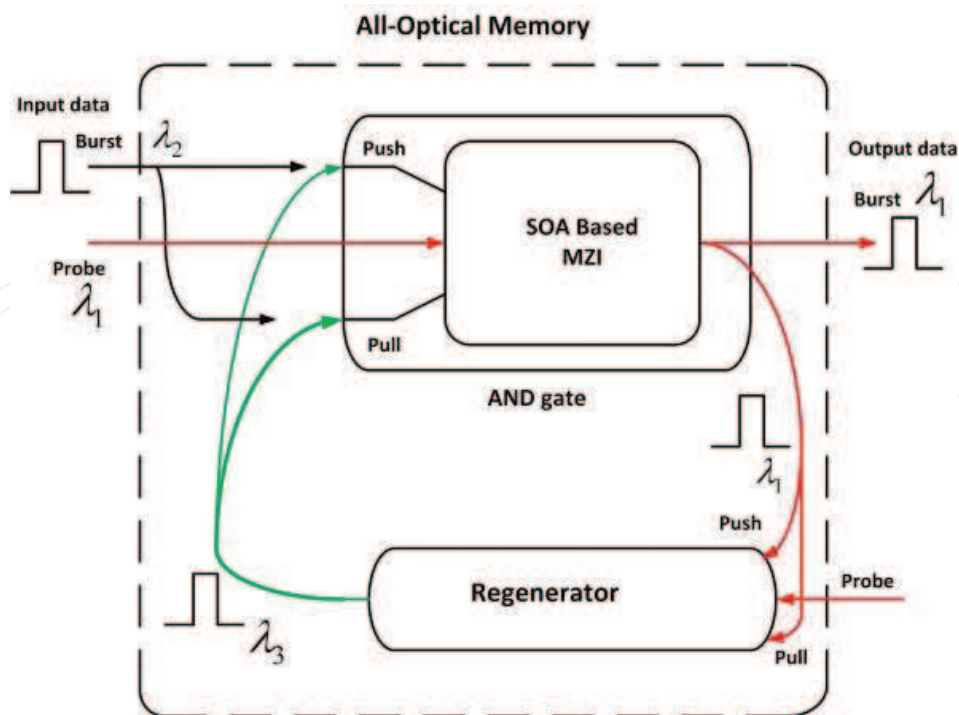 All-Optical Memory
Input data
Burst
λ₂
Push
Output data
Burst
λ₁
SOA Based
MZI
Probe
λ₁
Pull
AND gate
λ₁
Push
Regenerator
Probe
λ₃
Pull